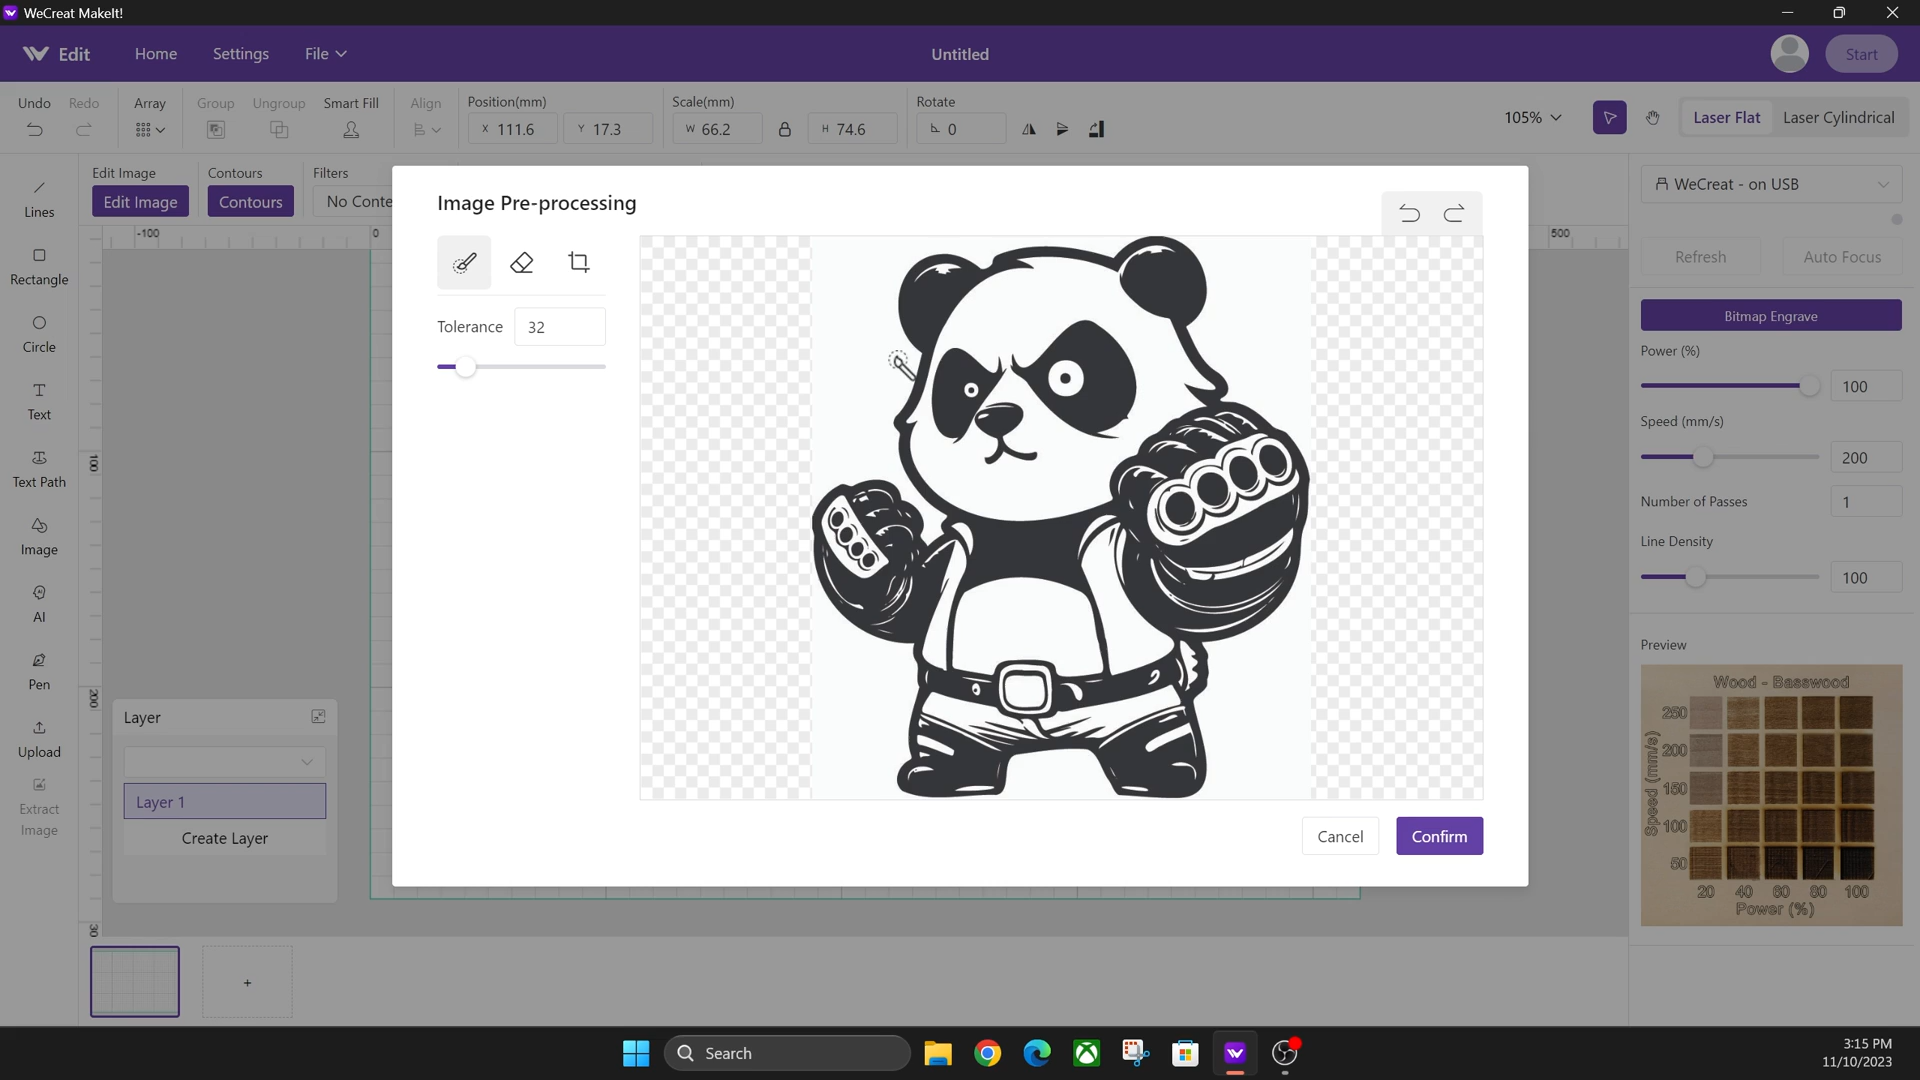 WeCreat MakeIt!
Edit Home Settings File Untitled Start
Undo Redo Array Group Ungroup Smart Fill Align Position(mm) Scale(mm) Rotate
X 111.6 Y 17.3 W 66.2 H 74.6 0 105% Laser Flat Laser Cylindrical
Edit Image Contours Filters
Edit Image Contours No Conte
-100 0 500
100
200
30
Lines
Rectangle
Circle
Text
Text Path
Image
AI
Pen
Upload
Extract
Image
Layer
Layer 1
Create Layer
+
Image Pre-processing
Tolerance 32
Cancel Confirm
WeCreat - on USB
Refresh Auto Focus
Bitmap Engrave
Power (%)
100
Speed (mm/s)
200
Number of Passes 1
Line Density
100
Preview
Wood - Basswood
250
200
150
100
50
Speed (mm/s)
20 40 60 80 100
Power (%)
Search
3:15 PM
11/10/2023